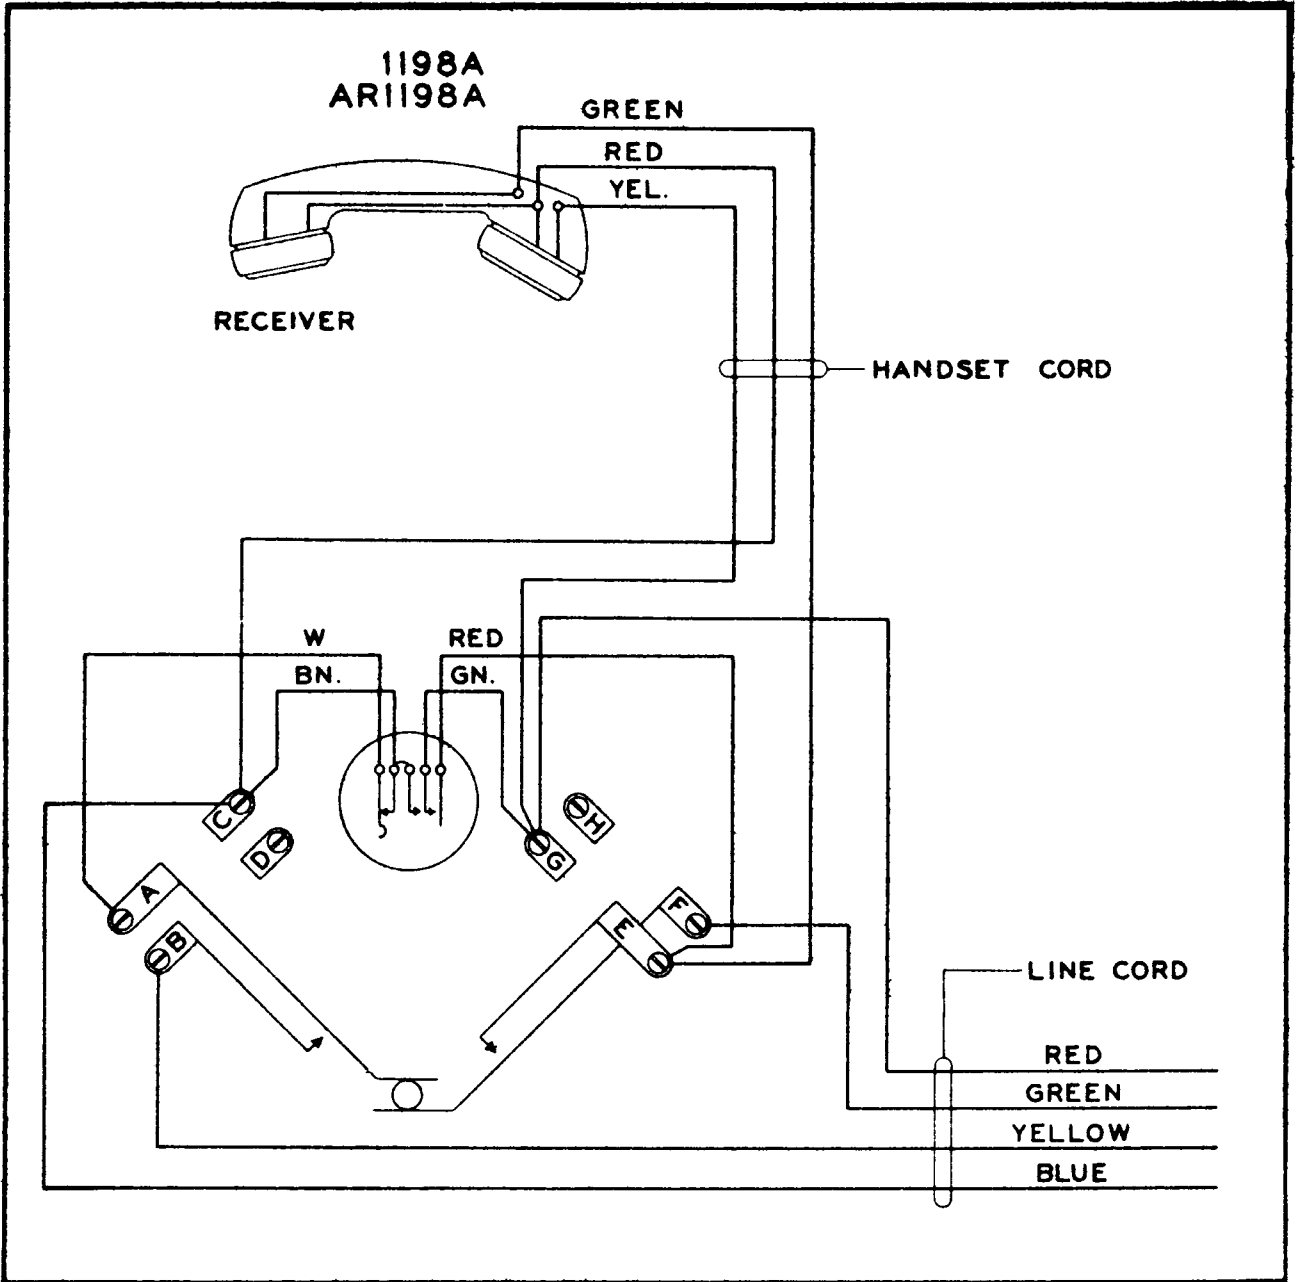 1198A
AR1198A
GREEN
RED
YEL.
RECEIVER
HANDSET CORD
W
RED
BN.
GN.
C
D
H
G
A
B
F
E
LINE CORD
RED
GREEN
YELLOW
BLUE